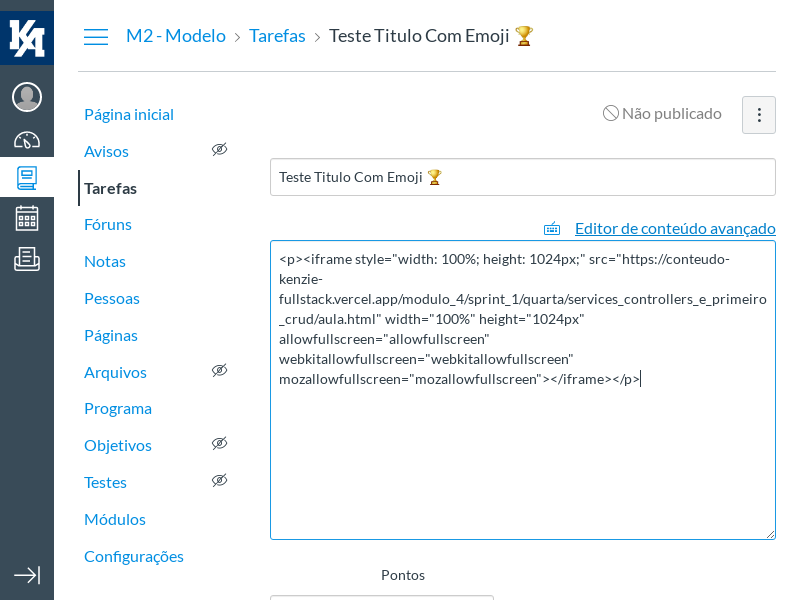 M2 - Modelo › Tarefas › Teste Titulo Com Emoji 🏆
Não publicado
Página inicial
Avisos
Tarefas
Fóruns
Notas
Pessoas
Páginas
Arquivos
Programa
Objetivos
Testes
Módulos
Configurações
Teste Titulo Com Emoji 🏆
Editor de conteúdo avançado
<p><iframe style="width: 100%; height: 1024px;" src="https://conteudo-
kenzie-
fullstack.vercel.app/modulo_4/sprint_1/quarta/services_controllers_e_primeiro
_crud/aula.html" width="100%" height="1024px"
allowfullscreen="allowfullscreen"
webkitallowfullscreen="webkitallowfullscreen"
mozallowfullscreen="mozallowfullscreen"></iframe></p>
Pontos